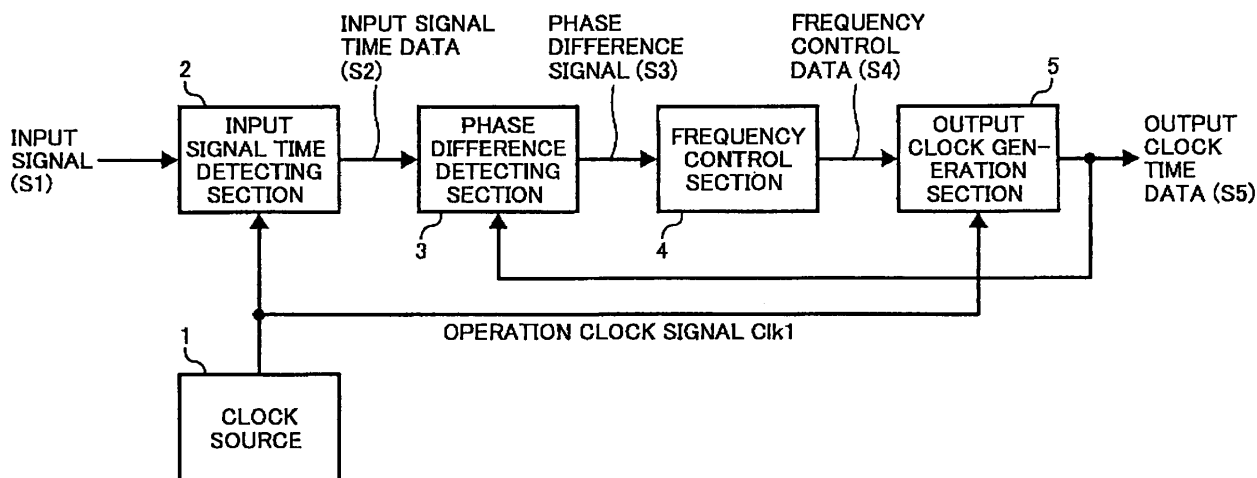 INPUT SIGNAL
TIME DATA
(S2)
PHASE
DIFFERENCE
SIGNAL (S3)
FREQUENCY
CONTROL
DATA (S4)
2
5
INPUT
SIGNAL
(S1)
INPUT
SIGNAL TIME
DETECTING
SECTION
PHASE
DIFFERENCE
DETECTING
SECTION
FREQUENCY
CONTROL
SECTION
OUTPUT
CLOCK GEN-
ERATION
SECTION
OUTPUT
CLOCK
TIME
DATA (S5)
3
4
OPERATION CLOCK SIGNAL Clk1
1
CLOCK
SOURCE